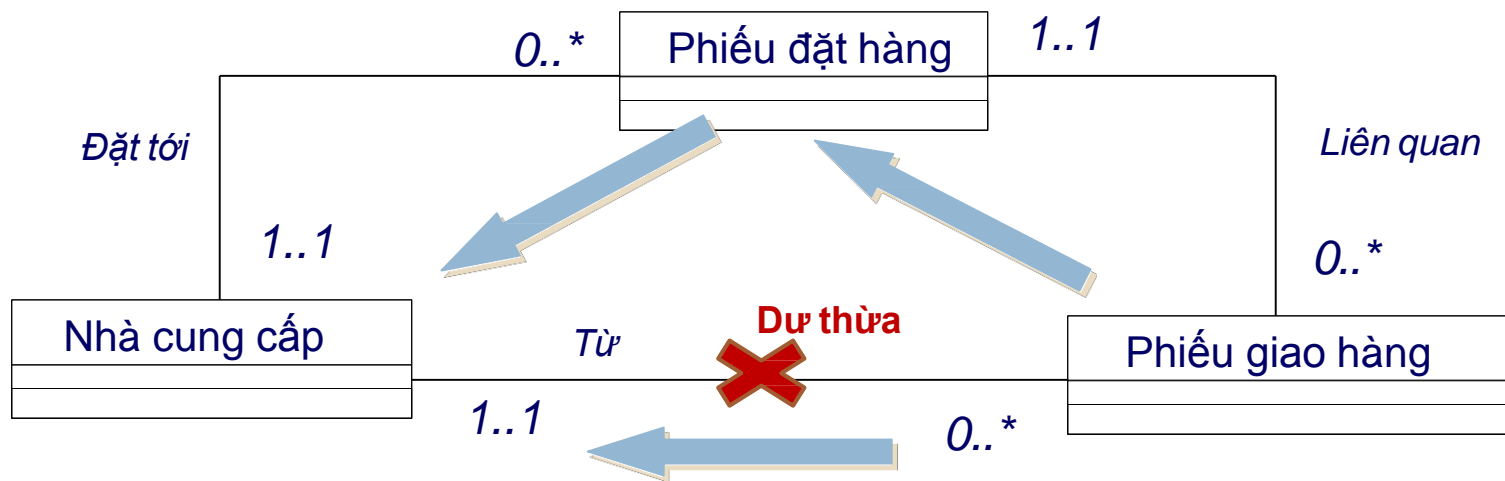 0..*
Phiếu đặt hàng
1..1
Đặt tới
Liên quan
1..1
0..*
Nhà cung cấp
Từ
Dư thừa
Phiếu giao hàng
1..1
0..*